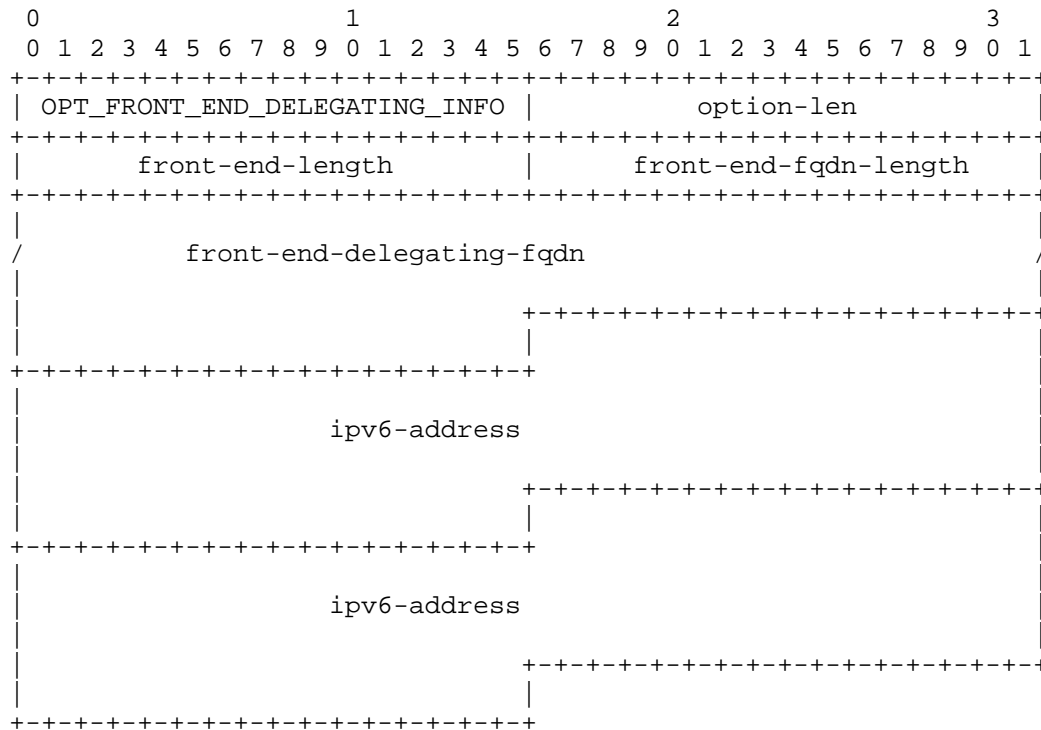 0                   1                   2                   3
0 1 2 3 4 5 6 7 8 9 0 1 2 3 4 5 6 7 8 9 0 1 2 3 4 5 6 7 8 9 0 1
OPT_FRONT_END_DELEGATING_INFO | option-len
front-end-length | front-end-fqdn-length
front-end-delegating-fqdn
ipv6-address
ipv6-address